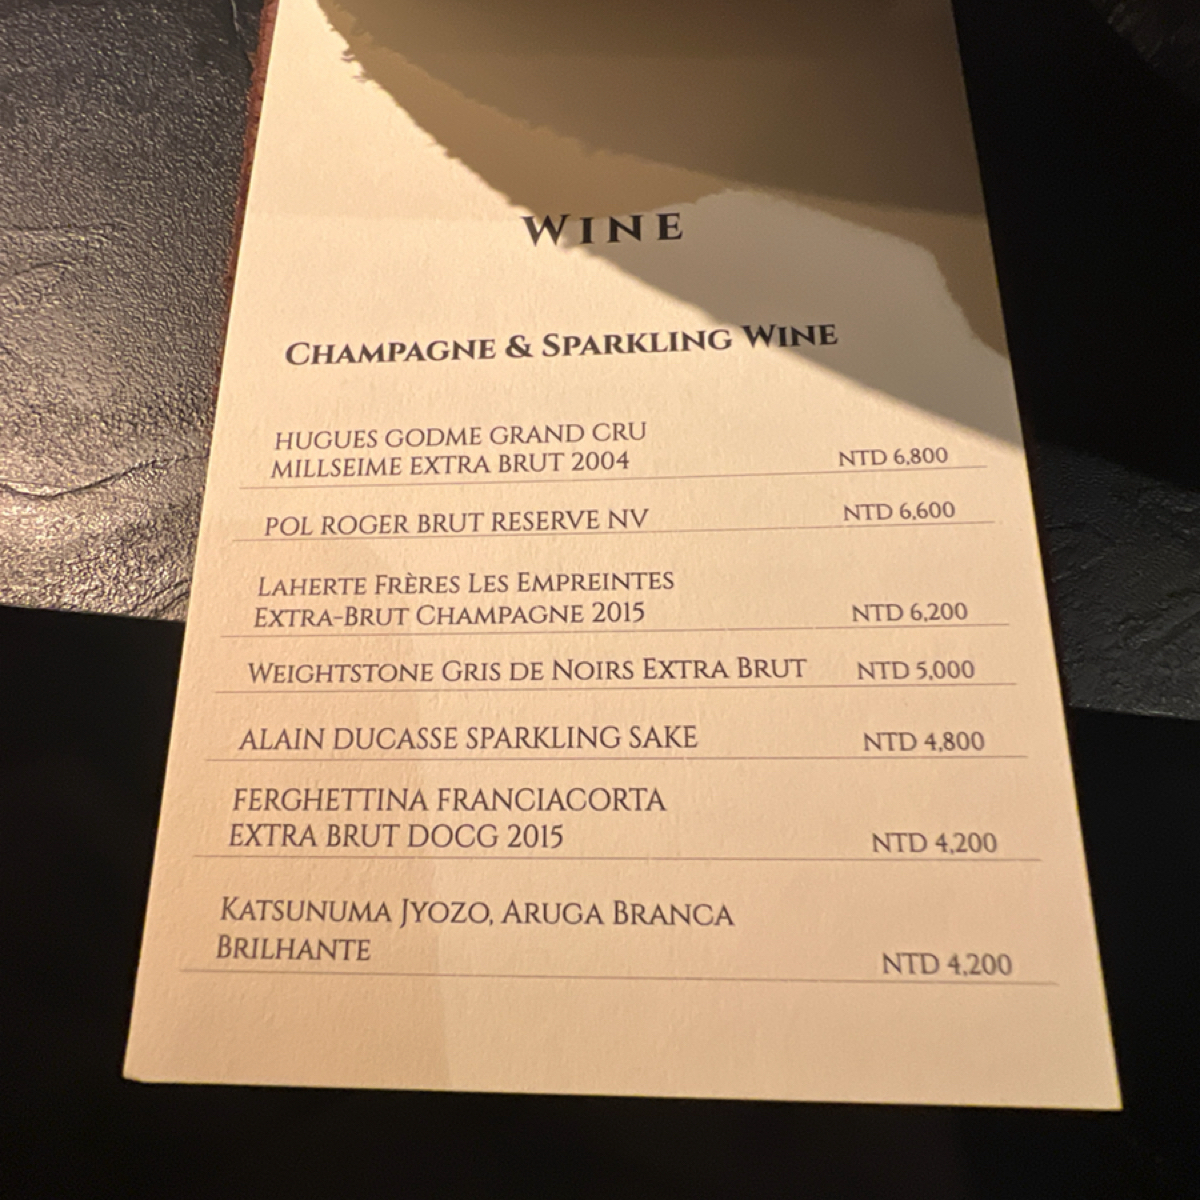 WINE
CHAMPAGNE & SPARKLING WINE
HUGUES GODME GRAND CRU
MILLSEIME EXTRA BRUT 2004 NTD 6,800
POL ROGER BRUT RESERVE NV NTD 6,600
LAHERTE FRÈRES LES EMPREINTES
EXTRA-BRUT CHAMPAGNE 2015 NTD 6,200
WEIGHTSTONE GRIS DE NOIRS EXTRA BRUT NTD 5,000
ALAIN DUCASSE SPARKLING SAKE NTD 4,800
FERGHETTINA FRANCIACORTA
EXTRA BRUT DOCG 2015 NTD 4,200
KATSUNUMA JYOZO, ARUGA BRANCA
BRILHANTE NTD 4,200